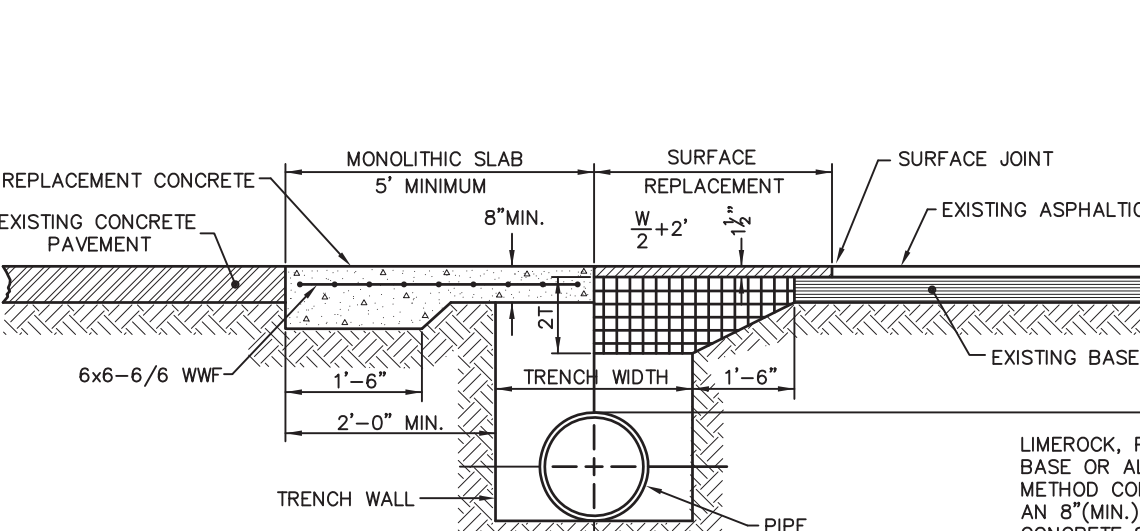 MONOLITHIC SLAB
5' MINIMUM
SURFACE
REPLACEMENT
SURFACE JOINT
REPLACEMENT CONCRETE
8"MIN.
W/2+2'
1½"
EXISTING ASPHALTIC
EXISTING CONCRETE
PAVEMENT
2T
6x6-6/6 WWF
1'-6"
TRENCH WIDTH
1'-6"
EXISTING BASE
2'-0" MIN.
TRENCH WALL
PIPE
LIMEROCK,
BASE OR
METHOD
AN 8"(MIN.)
CONCRETE